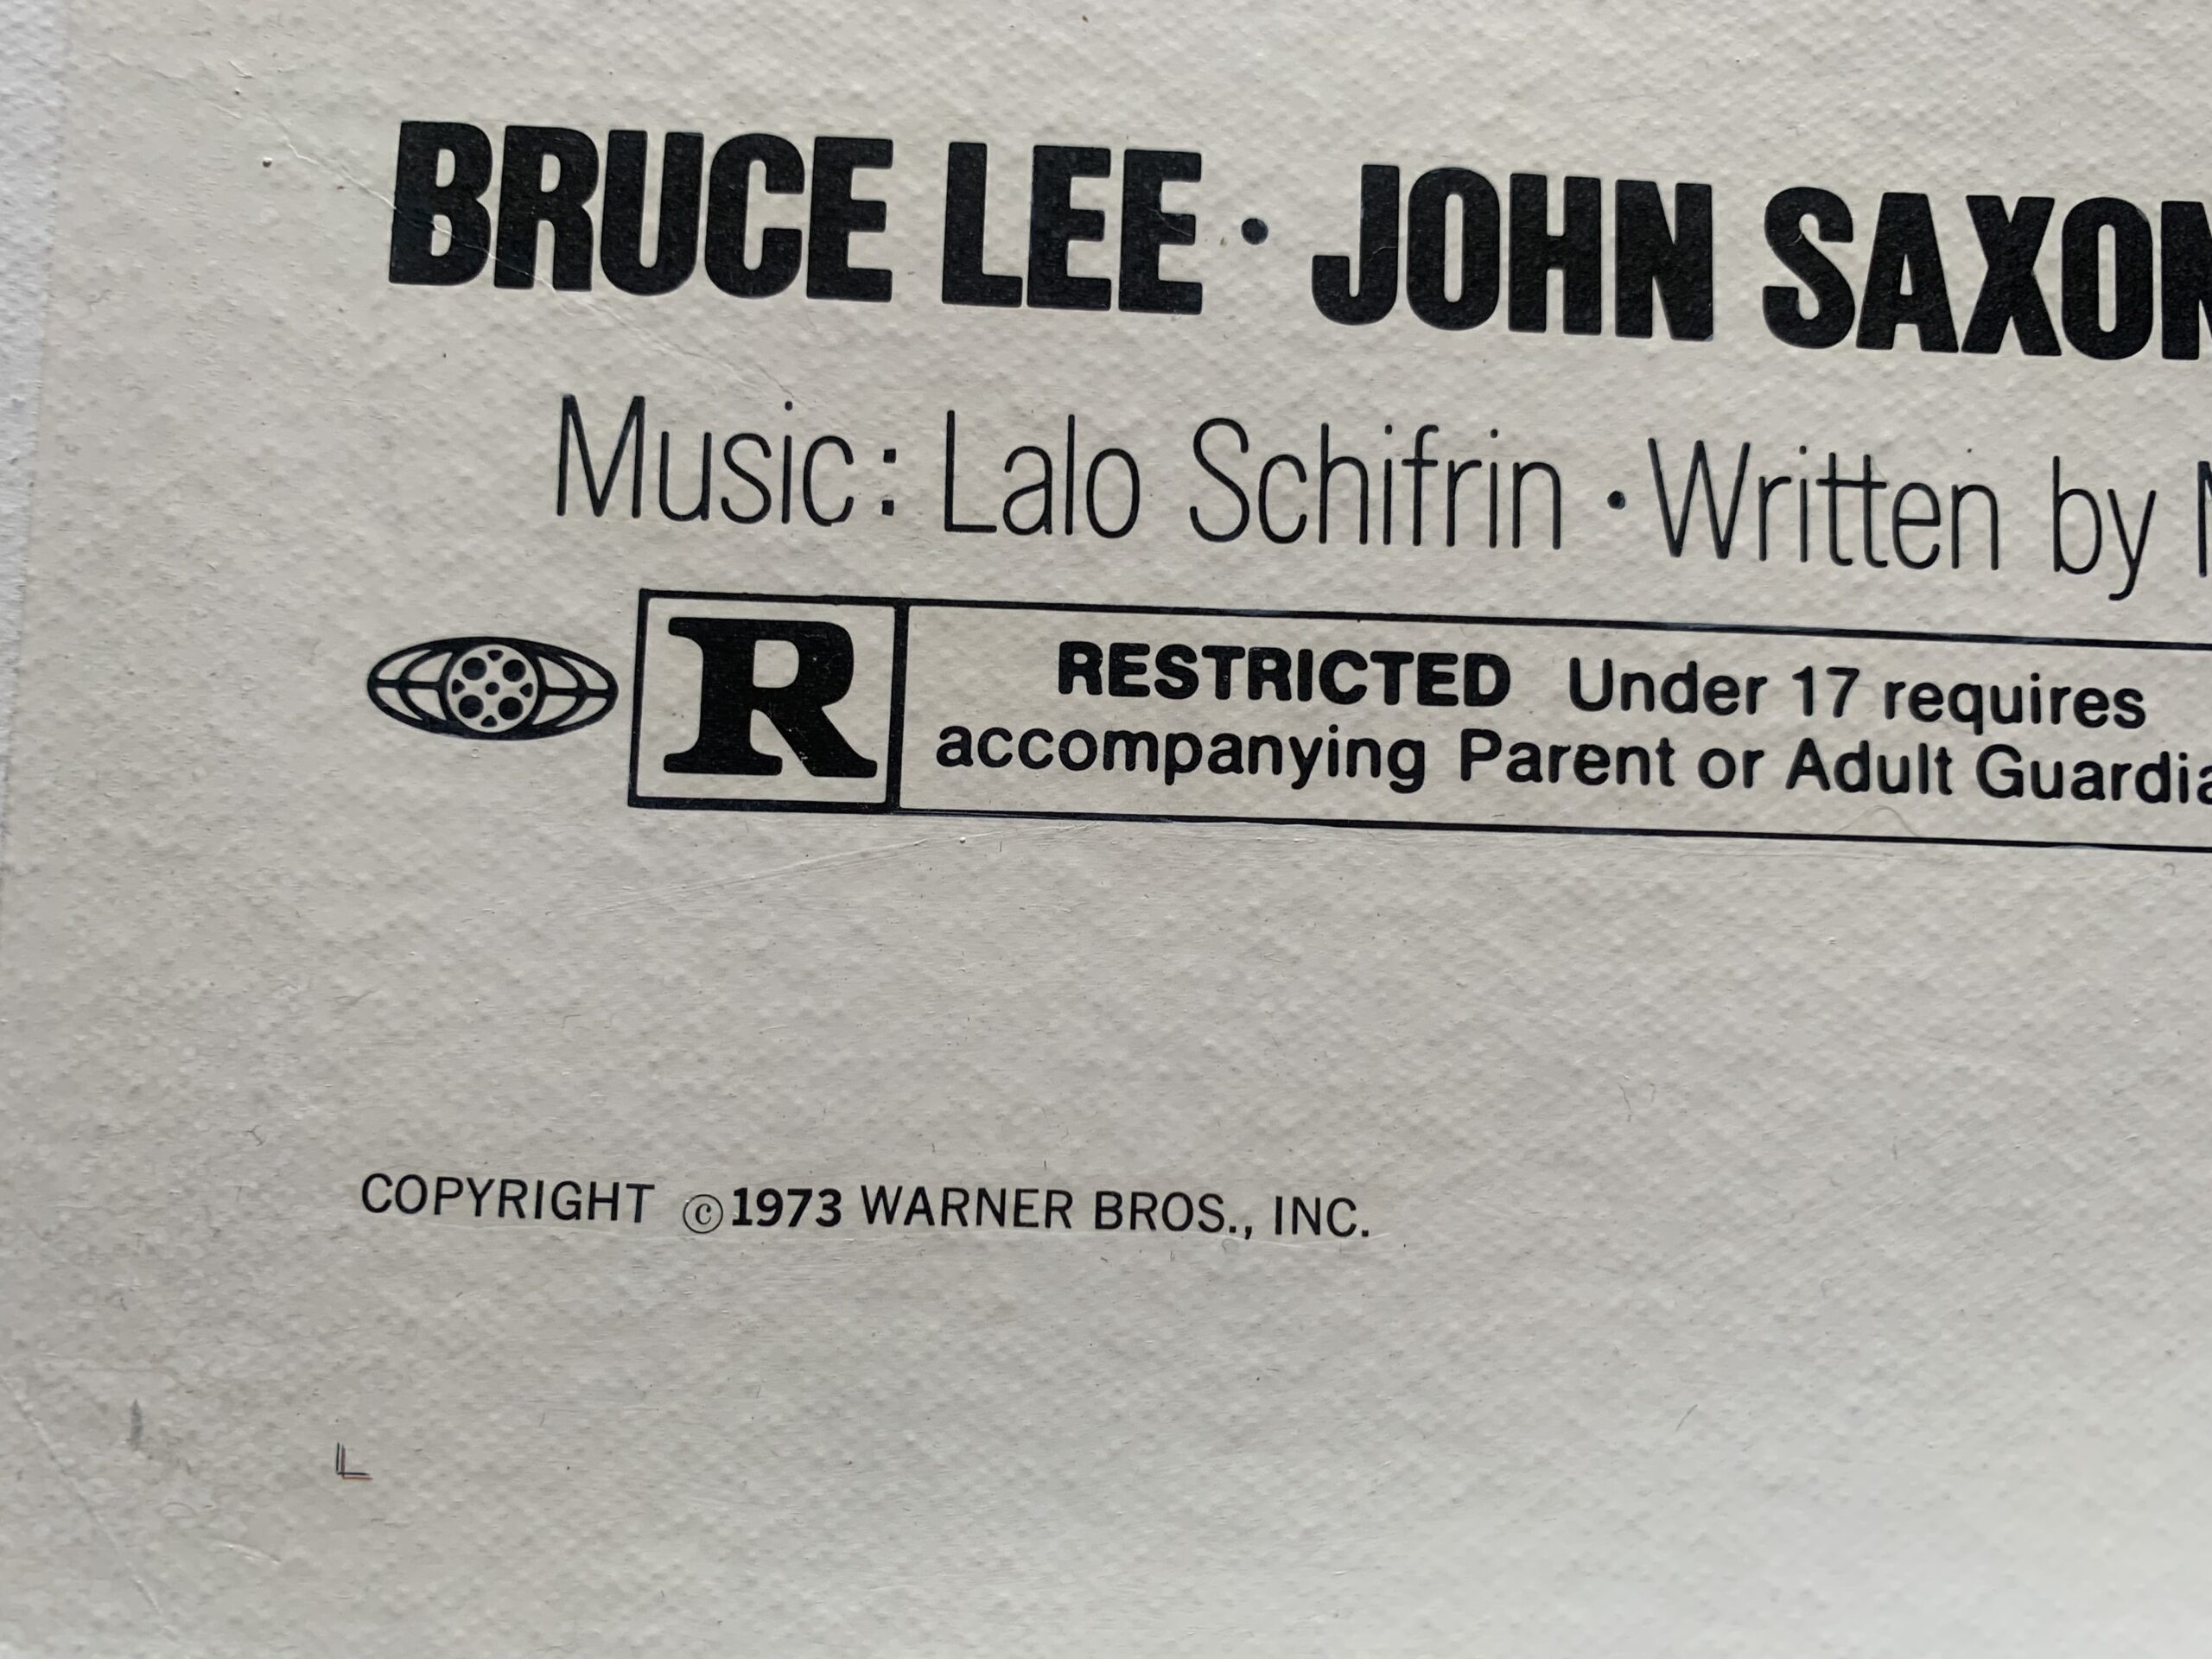 BRUCE LEE · JOHN SAXON
Music: Lalo Schifrin · Written by
R
RESTRICTED Under 17 requires
accompanying Parent or Adult Guardia
COPYRIGHT ©1973 WARNER BROS., INC.